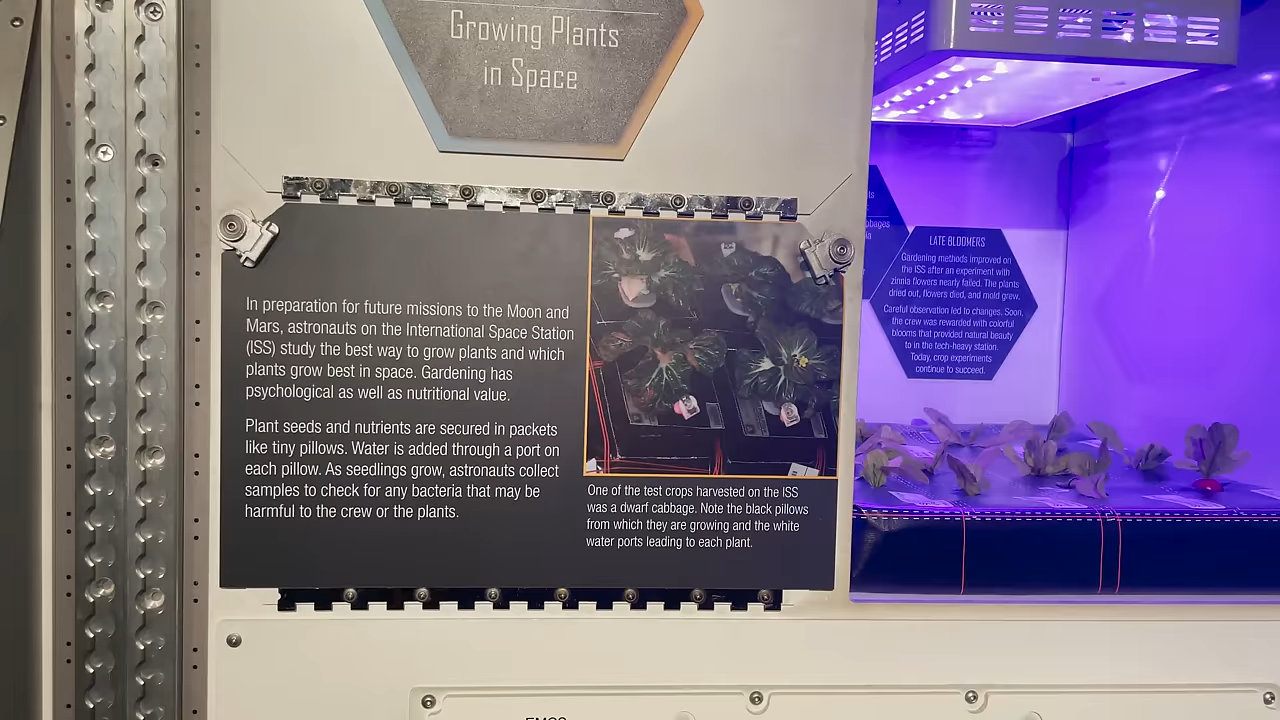 Growing Plants
in Space
In preparation for future missions to the Moon and
Mars, astronauts on the International Space Station
(ISS) study the best way to grow plants and which
plants grow best in space. Gardening has
psychological as well as nutritional value.
Plant seeds and nutrients are secured in packets
like tiny pillows. Water is added through a port on
each pillow. As seedlings grow, astronauts collect
samples to check for any bacteria that may be
harmful to the crew or the plants.
One of the test crops harvested on the ISS
was a dwarf cabbage. Note the black pillows
from which they are growing and the white
water ports leading to each plant.
LATE BLOOMERS
Gardening methods improved on
the ISS after an experiment with
zinnia flowers nearly failed. The plants
dried out, flowers died, and mold grew.
Careful observation led to changes. Soon,
the crew was rewarded with colorful
blooms that provided natural beauty
to in the tech-heavy station.
Today, crop experiments
continue to succeed.